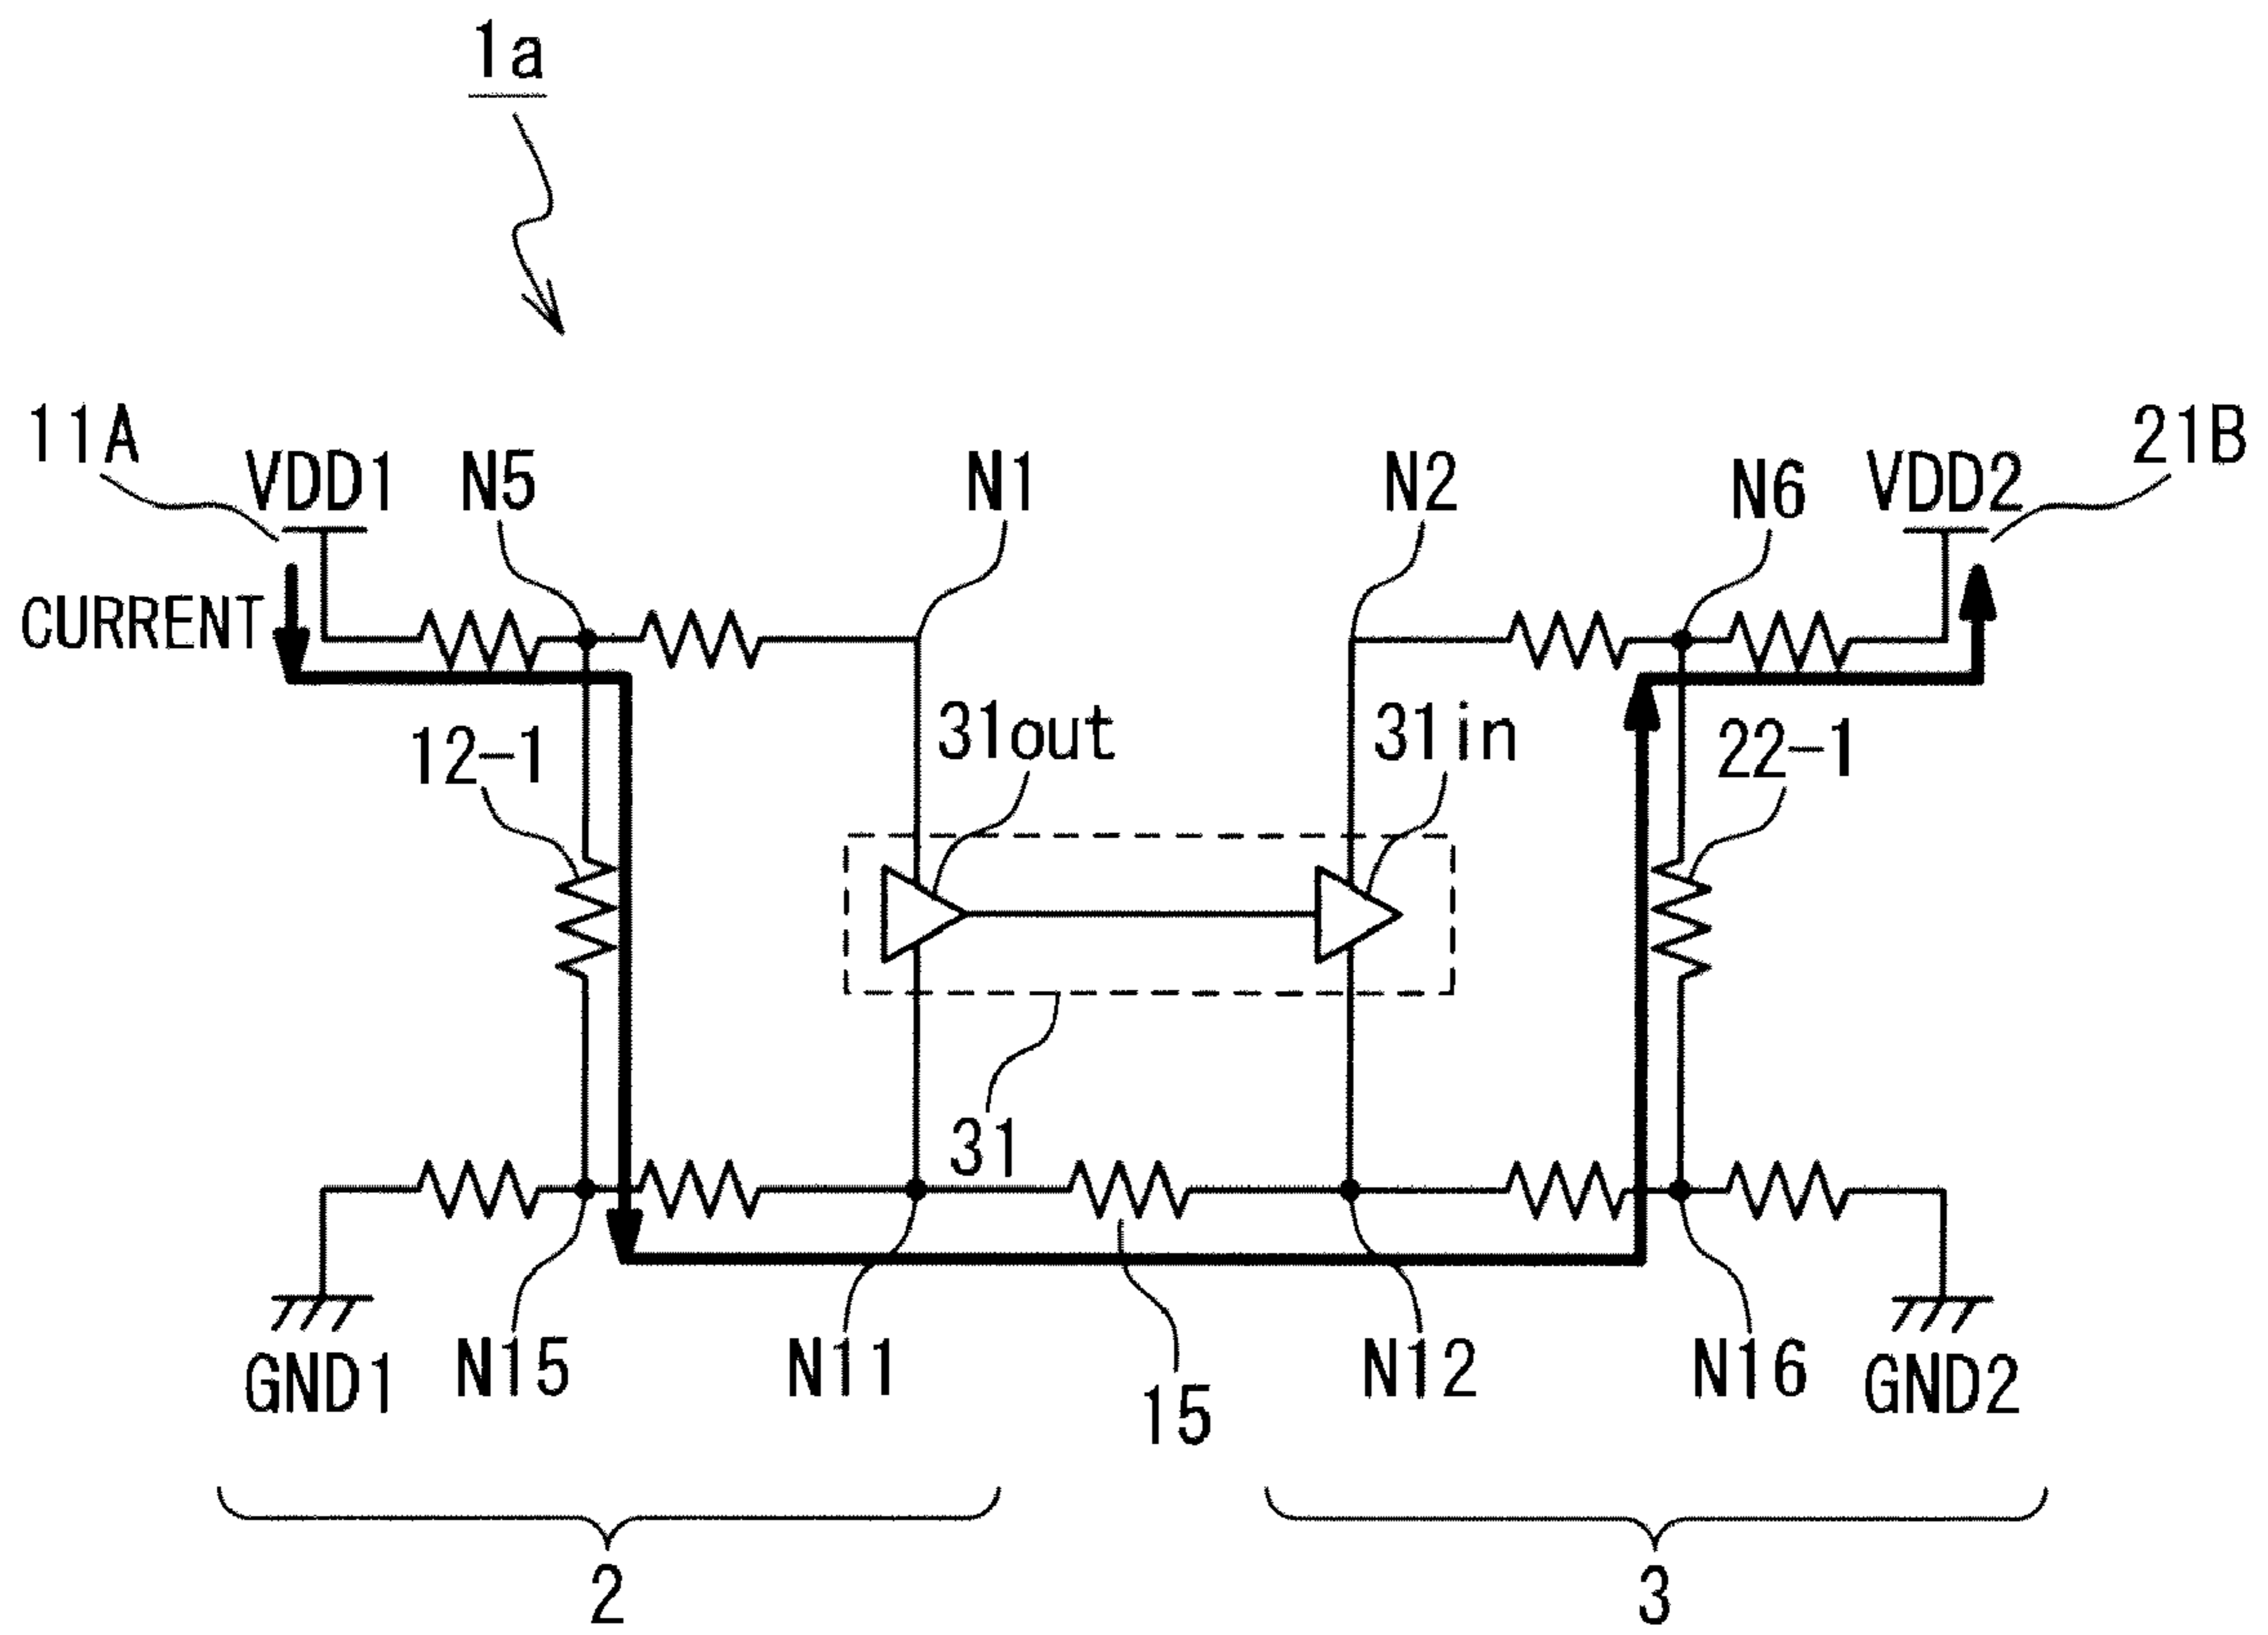 1a
11A
VDD1
N5
N1
N2
N6
VDD2
21B
CURRENT
12-1
31out
31in
22-1
31
GND1
N15
N11
15
N12
N16
GND2
2
3